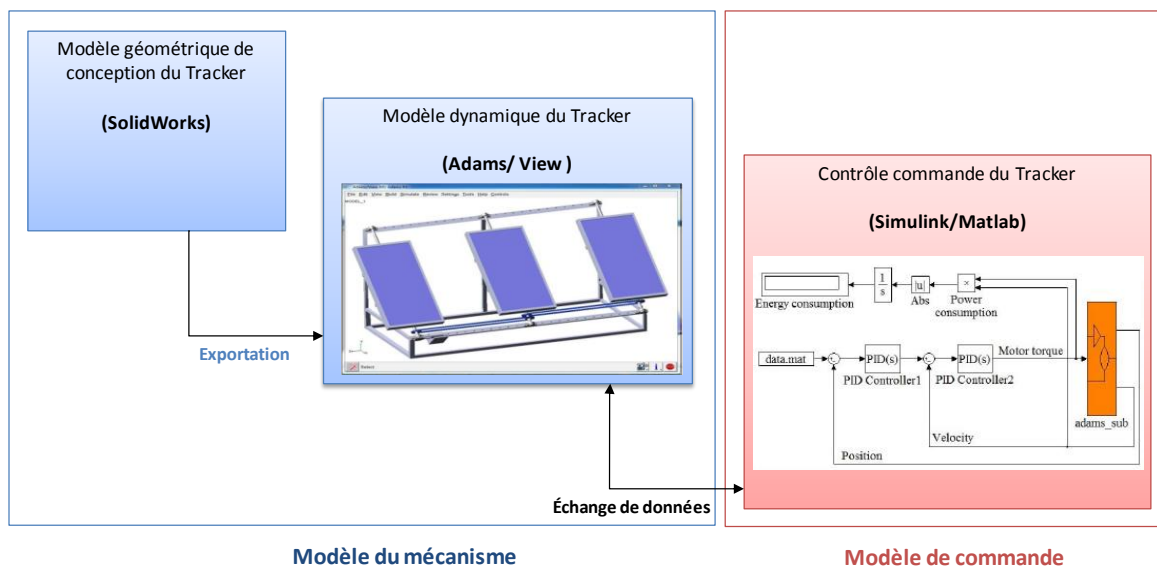 Modèle géométrique de
conception du Tracker
(SolidWorks)
Modèle dynamique du Tracker
(Adams/ View )
Exportation
Contrôle commande du Tracker
(Simulink/Matlab)
Energy consumption
1
s
|u|
Abs
×
Power
consumption
data.mat
PID(s)
PID Controller1
PID(s)
PID Controller2
Motor torque
adams_sub
Velocity
Position
Échange de données
Modèle du mécanisme
Modèle de commande